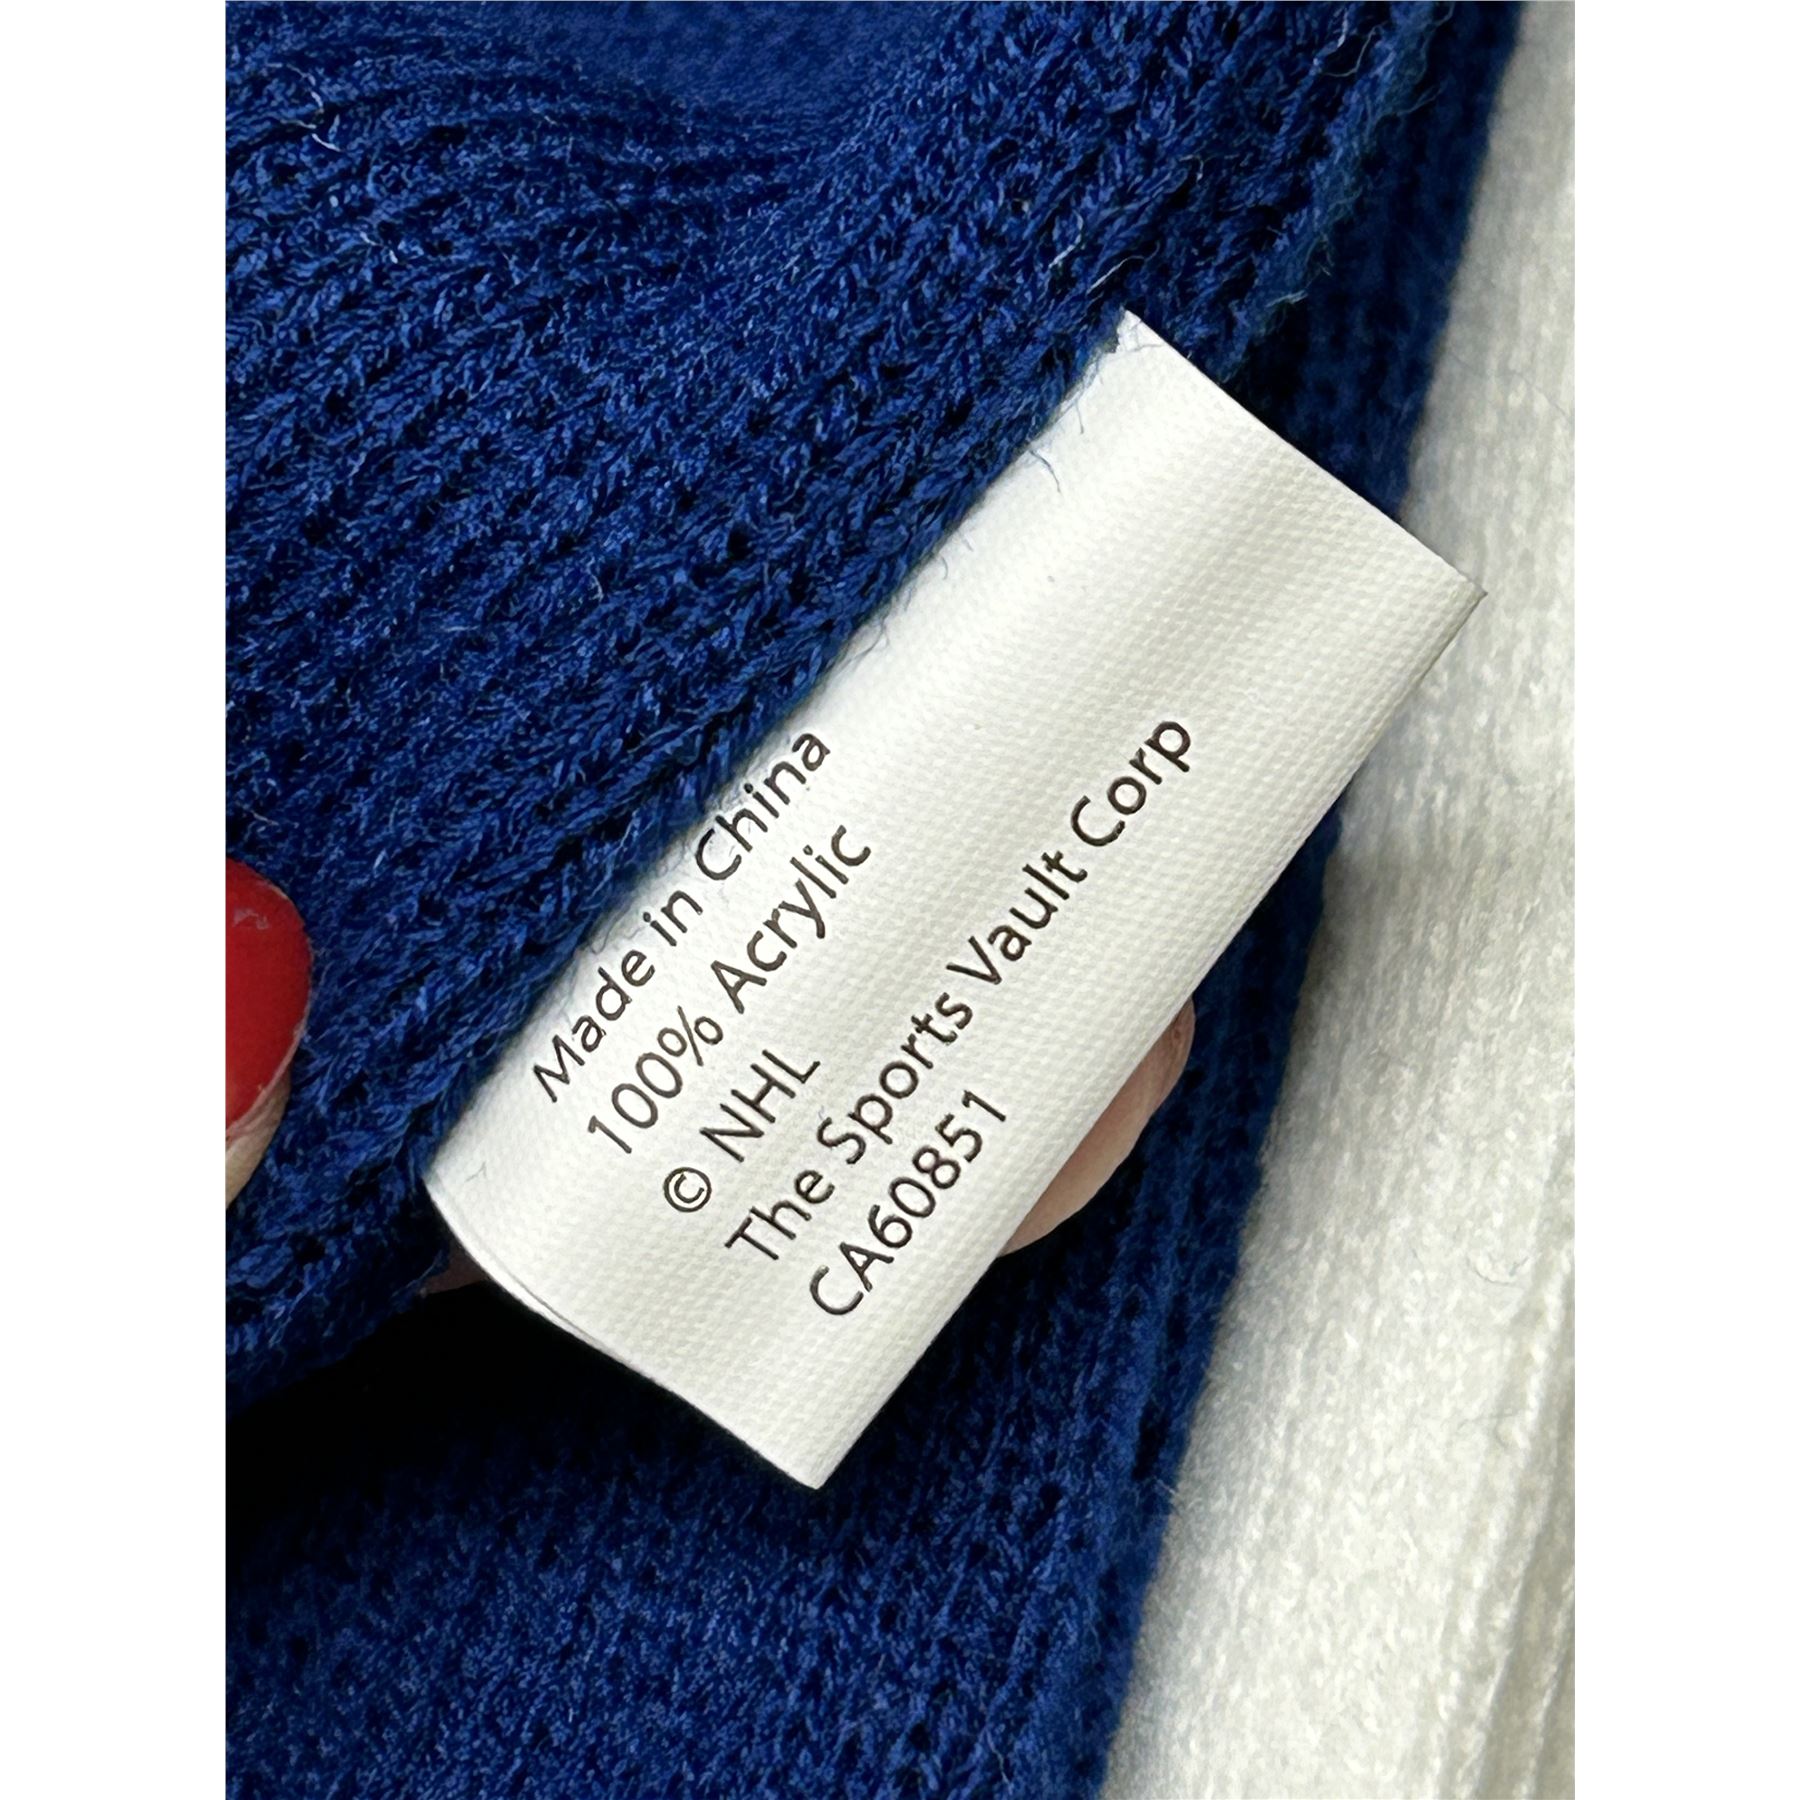 Made in China
100% Acrylic
© NHL
The Sports Vault Corp
CA60851